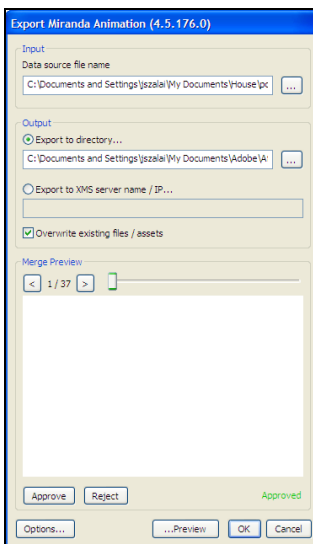 Export Miranda Animation (4.5.176.0)
Input
Data source file name
C:\Documents and Settings\jszalai\My Documents\House\pc
...
Output
Export to directory...
C:\Documents and Settings\jszalai\My Documents\Adobe\A
...
Export to XMS server name / IP...
Overwrite existing files / assets
Merge Preview
< 1 / 37 >
Approve Reject Approved
Options... ...Preview OK Cancel